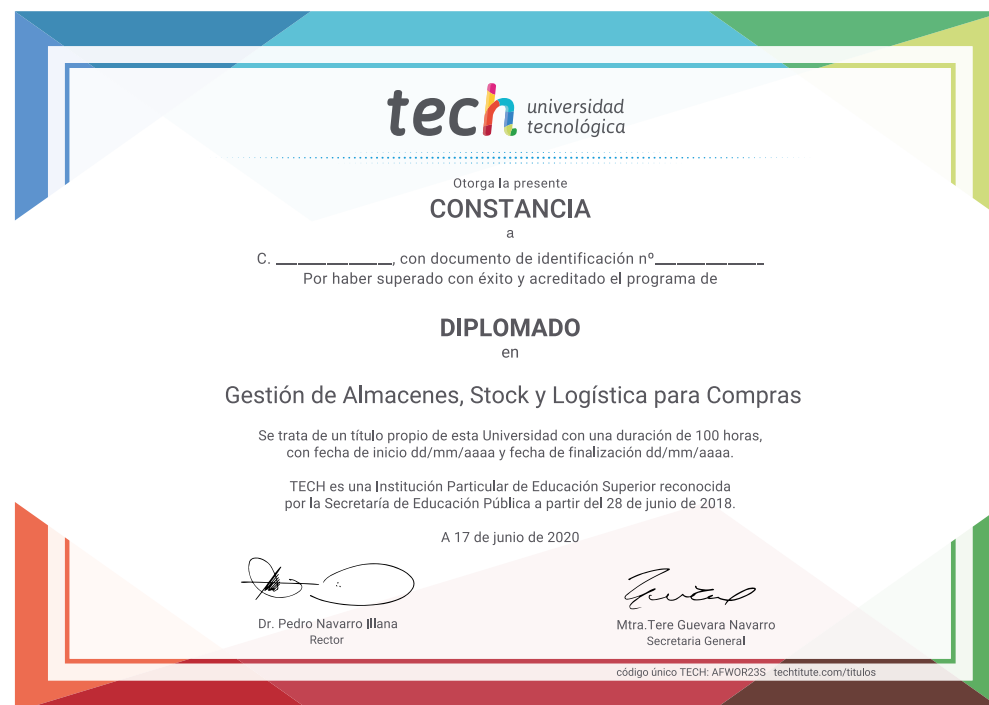 tech universidad
tecnológica
Otorga la presente
CONSTANCIA
a
C. ______________, con documento de identificación nº_____________
Por haber superado con éxito y acreditado el programa de
DIPLOMADO
en
Gestión de Almacenes, Stock y Logística para Compras
Se trata de un título propio de esta Universidad con una duración de 100 horas,
con fecha de inicio dd/mm/aaaa y fecha de finalización dd/mm/aaaa.
TECH es una Institución Particular de Educación Superior reconocida
por la Secretaría de Educación Pública a partir del 28 de junio de 2018.
A 17 de junio de 2020
Dr. Pedro Navarro Illana
Rector
Mtra.Tere Guevara Navarro
Secretaria General
código único TECH: AFWOR23S techtitute.com/titulos